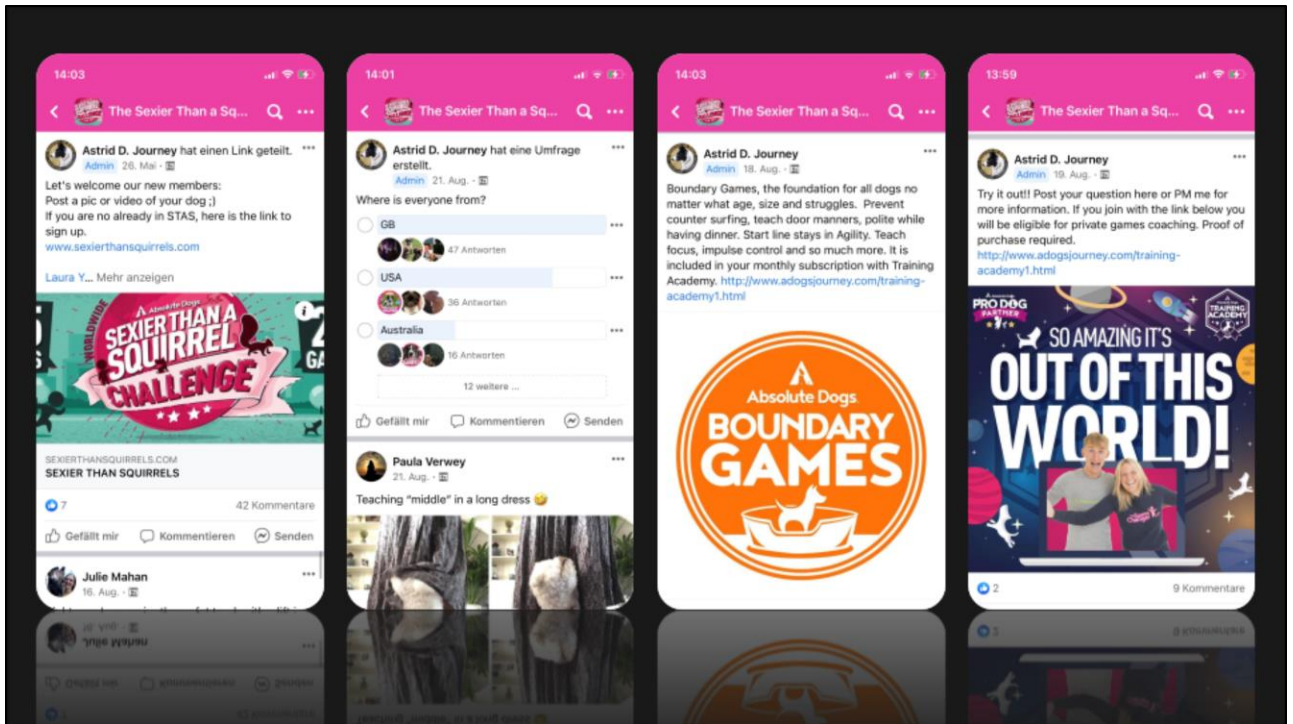 14:03
The Sexier Than a Sq...
Astrid D. Journey hat einen Link geteilt.
Admin 26. Mai ·
Let's welcome our new members:
Post a pic or video of your dog ;)
If you are no already in STAS, here is the link to
sign up.
www.sexierthansquirrels.com
Laura Y... Mehr anzeigen
WORLDWIDE
Absolute Dogs
SEXIER THAN A
SQUIRREL
CHALLENGE
GA
SEXIERTHANSQUIRRELS.COM
SEXIER THAN SQUIRRELS
7
42 Kommentare
Gefällt mir
Kommentieren
Senden
Julie Mahan
16. Aug. ·
14:01
The Sexier Than a Sq...
Astrid D. Journey hat eine Umfrage
erstellt.
Admin 21. Aug. ·
Where is everyone from?
GB
47 Antworten
USA
36 Antworten
Australia
16 Antworten
12 weitere ...
Gefällt mir
Kommentieren
Senden
Paula Verwey
21. Aug. ·
Teaching “middle” in a long dress 🤣
14:03
The Sexier Than a Sq...
Astrid D. Journey
Admin 18. Aug. ·
Boundary Games, the foundation for all dogs no
matter what age, size and struggles. Prevent
counter surfing, teach door manners, polite while
having dinner. Start line stays in Agility. Teach
focus, impulse control and so much more. It is
included in your monthly subscription with Training
Academy. http://www.adogsjourney.com/training-
academy1.html
Absolute Dogs
BOUNDARY
GAMES
13:59
The Sexier Than a Sq...
Astrid D. Journey
Admin 19. Aug. ·
Try it out!! Post your question here or PM me for
more information. If you join with the link below you
will be eligible for private games coaching. Proof of
purchase required.
http://www.adogsjourney.com/training-
academy1.html
PRO DOG
PARTNER
TRAINING
ACADEMY
SO AMAZING IT'S
OUT OF THIS
WORLD!
2
9 Kommentare